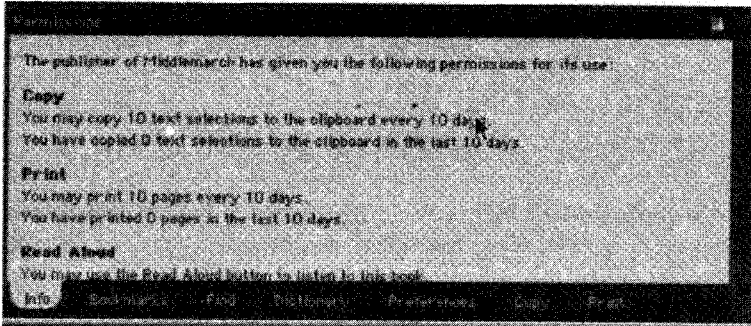 Permissions
The publisher of Middlemarch has given you the following permissions for its use:
Copy
You may copy 10 text selections to the clipboard every 10 days.
You have copied 0 text selections to the clipboard in the last 10 days.
Print
You may print 10 pages every 10 days.
You have printed 0 pages in the last 10 days.
Read Aloud
You may use the Read Aloud button to listen to this book.
Info Bookmarks Find Dictionary Preferences Copy Print